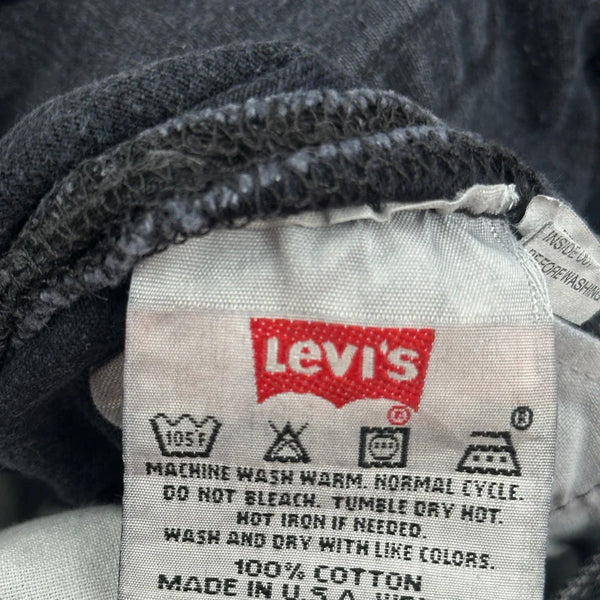 INSIDE OUT
BEFORE WASHING
Levi's
®
®
105F
MACHINE WASH WARM. NORMAL CYCLE.
DO NOT BLEACH. TUMBLE DRY HOT.
HOT IRON IF NEEDED.
WASH AND DRY WITH LIKE COLORS.
100% COTTON
MADE IN U.S.A.